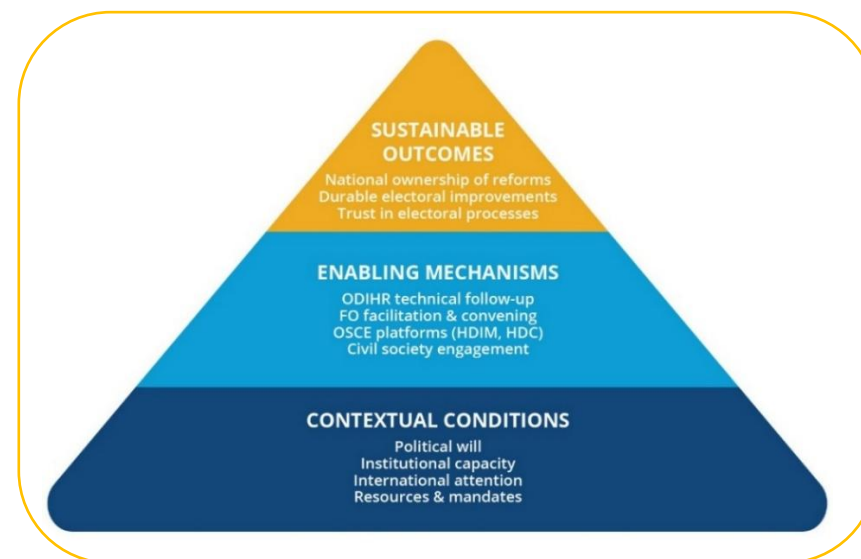 SUSTAINABLE
OUTCOMES
National ownership of reforms
Durable electoral improvements
Trust in electoral processes
ENABLING MECHANISMS
ODIHR technical follow-up
FO facilitation & convening
OSCE platforms (HDIM, HDC)
Civil society engagement
CONTEXTUAL CONDITIONS
Political will
Institutional capacity
International attention
Resources & mandates